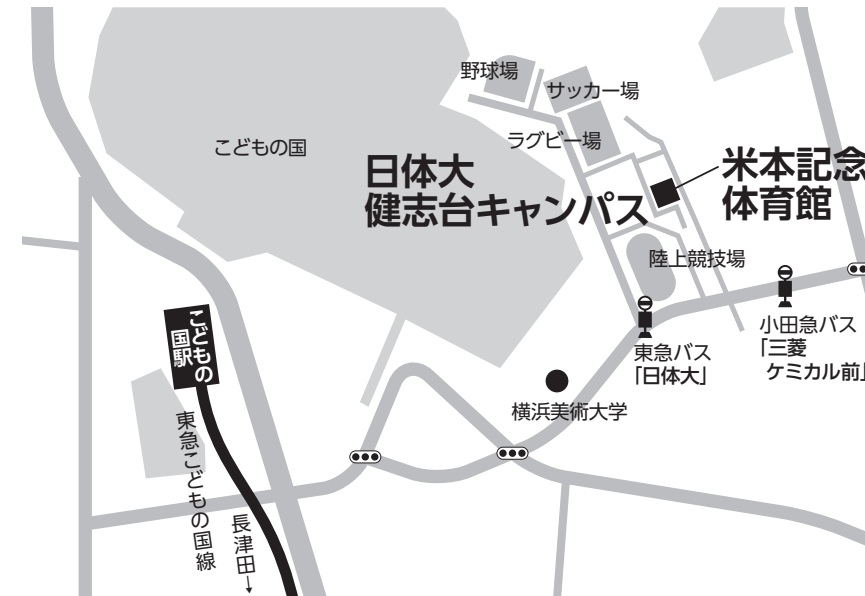 野球場
サッカー場
こどもの国
ラグビー場
日体大
健志台キャンパス
米本記念
体育館
陸上競技場
こどもの
国駅
東急バス
「日体大」
小田急バス
「三菱
ケミカル前」
横浜美術大学
東急こどもの国線
長津田→